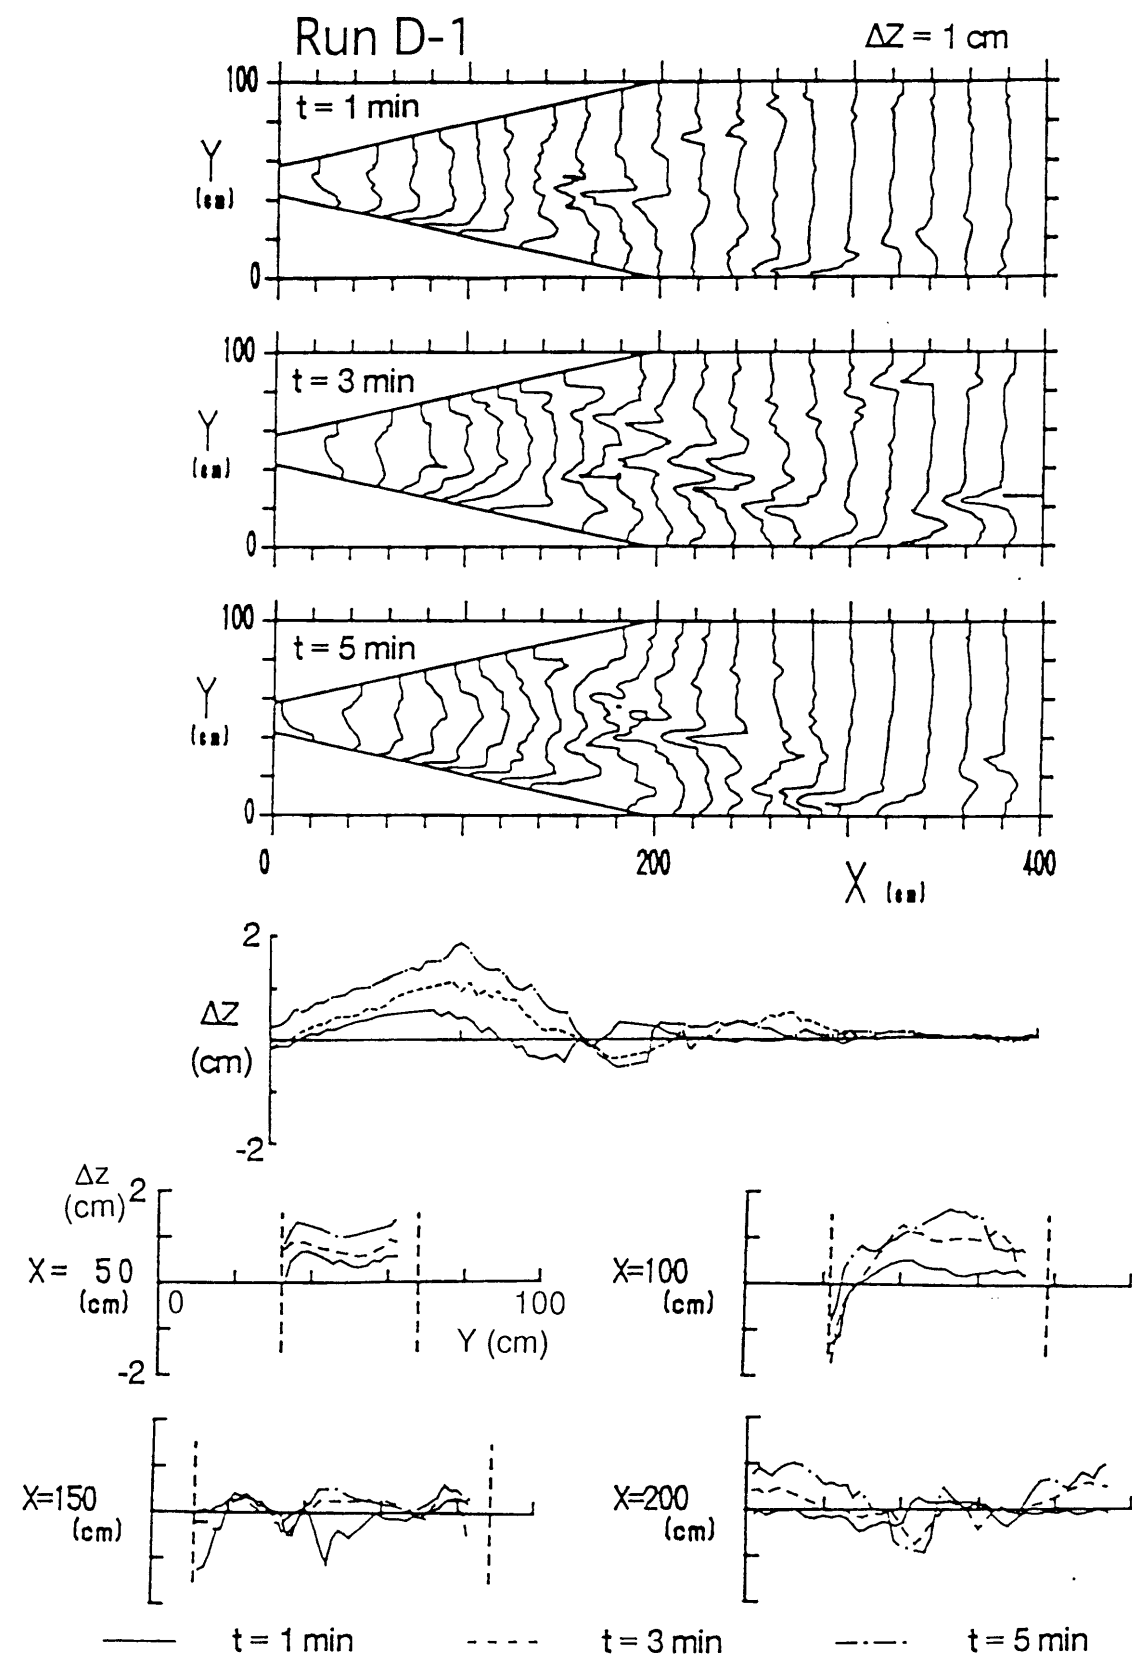 Run D-1 ΔZ = 1 cm
100
t = 1 min
Y
(cm)
0
100
t = 3 min
Y
(cm)
0
100
t = 5 min
Y
(cm)
0
0 200 400
X (cm)
2
ΔZ
(cm)
-2
ΔZ
(cm) 2
X = 50
(cm) 0 100
Y (cm)
-2
X=100
(cm)
X=150
(cm)
X=200
(cm)
t = 1 min t = 3 min t = 5 min